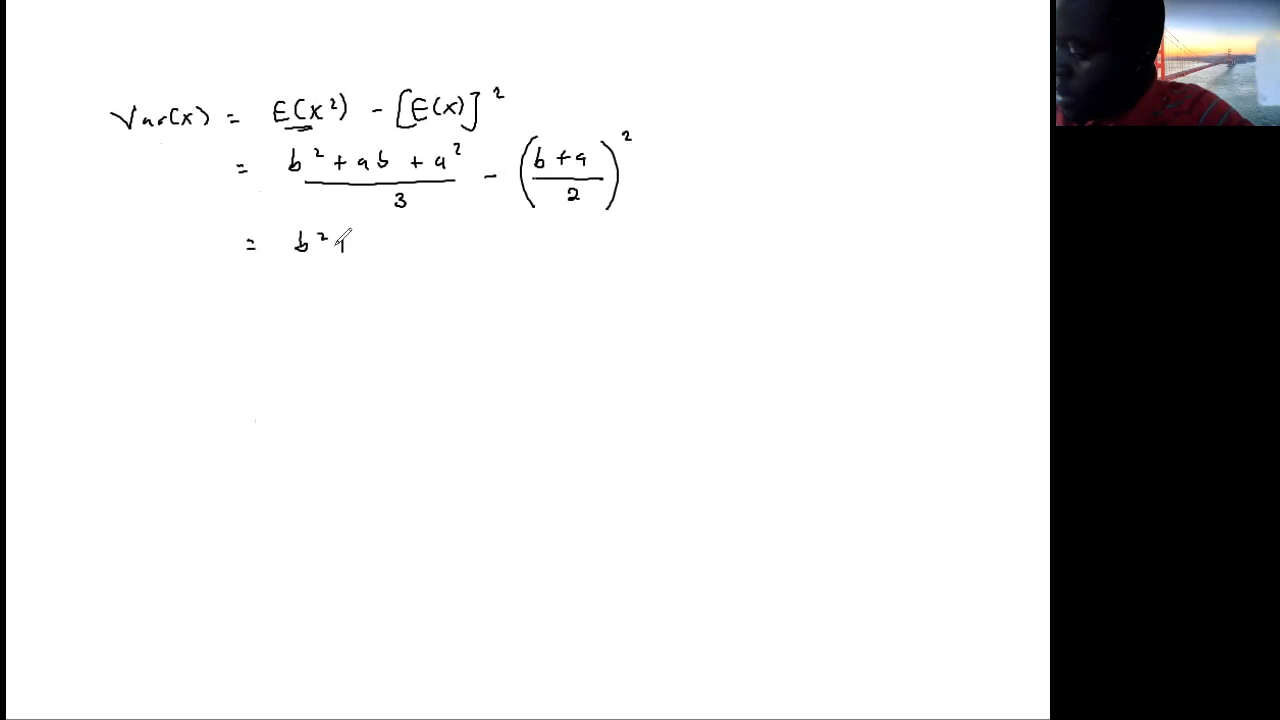 Var(x) = E(x²) - [E(x)]²
= b² + ab + a² / 3 - (b + a / 2)²
= b² +